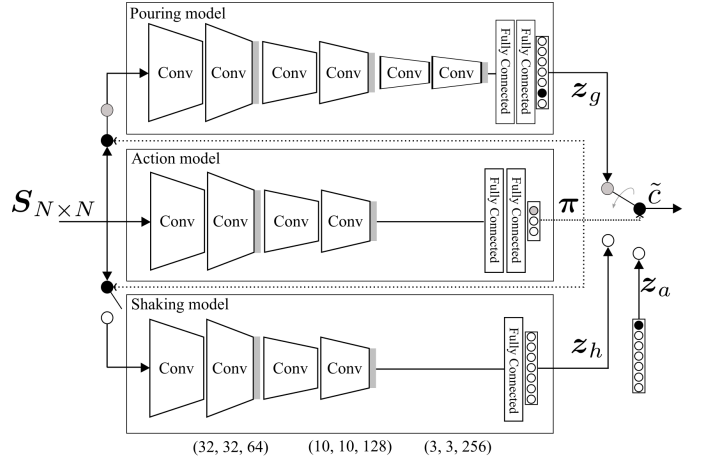 Pouring model
Conv Conv Conv Conv Conv Conv
Fully Connected
Fully Connected
z_g
Action model
S_{N×N}
Conv Conv Conv Conv
Fully Connected
Fully Connected
π
c̃
Shaking model
Conv Conv Conv Conv
Fully Connected
z_h
z_a
(32, 32, 64) (10, 10, 128) (3, 3, 256)